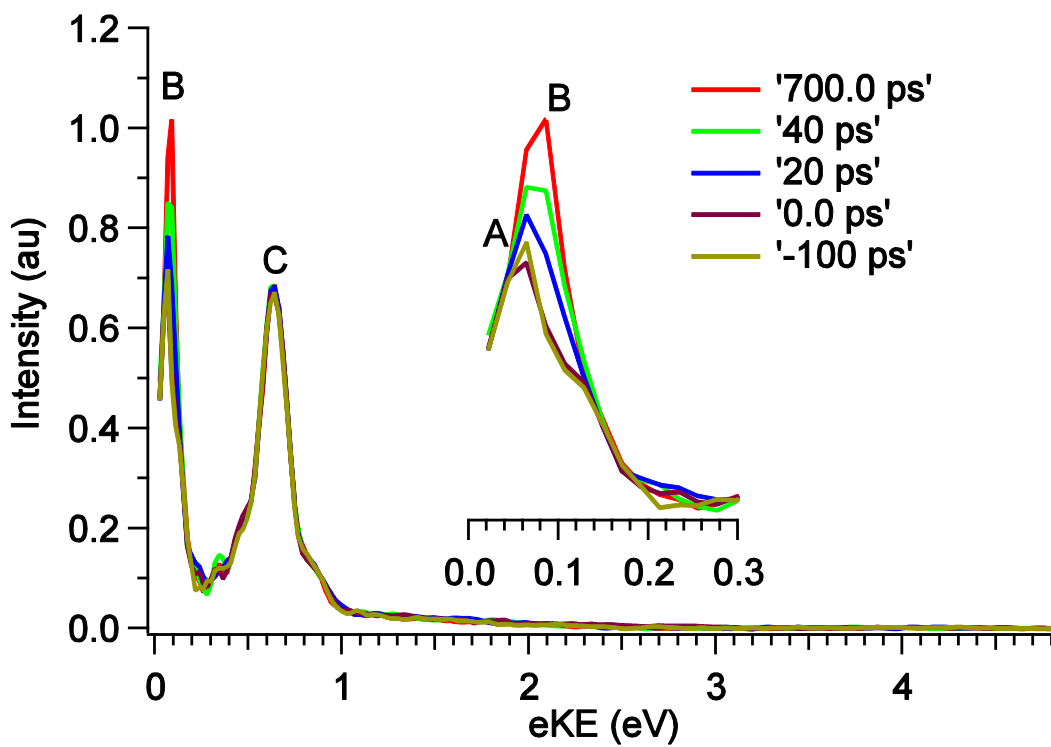 1.2
1.0
0.8
0.6
0.4
0.2
0.0
Intensity (au)
B
C
A
B
'700.0 ps'
'40 ps'
'20 ps'
'0.0 ps'
'-100 ps'
0.0 0.1 0.2 0.3
0 1 2 3 4
eKE (eV)